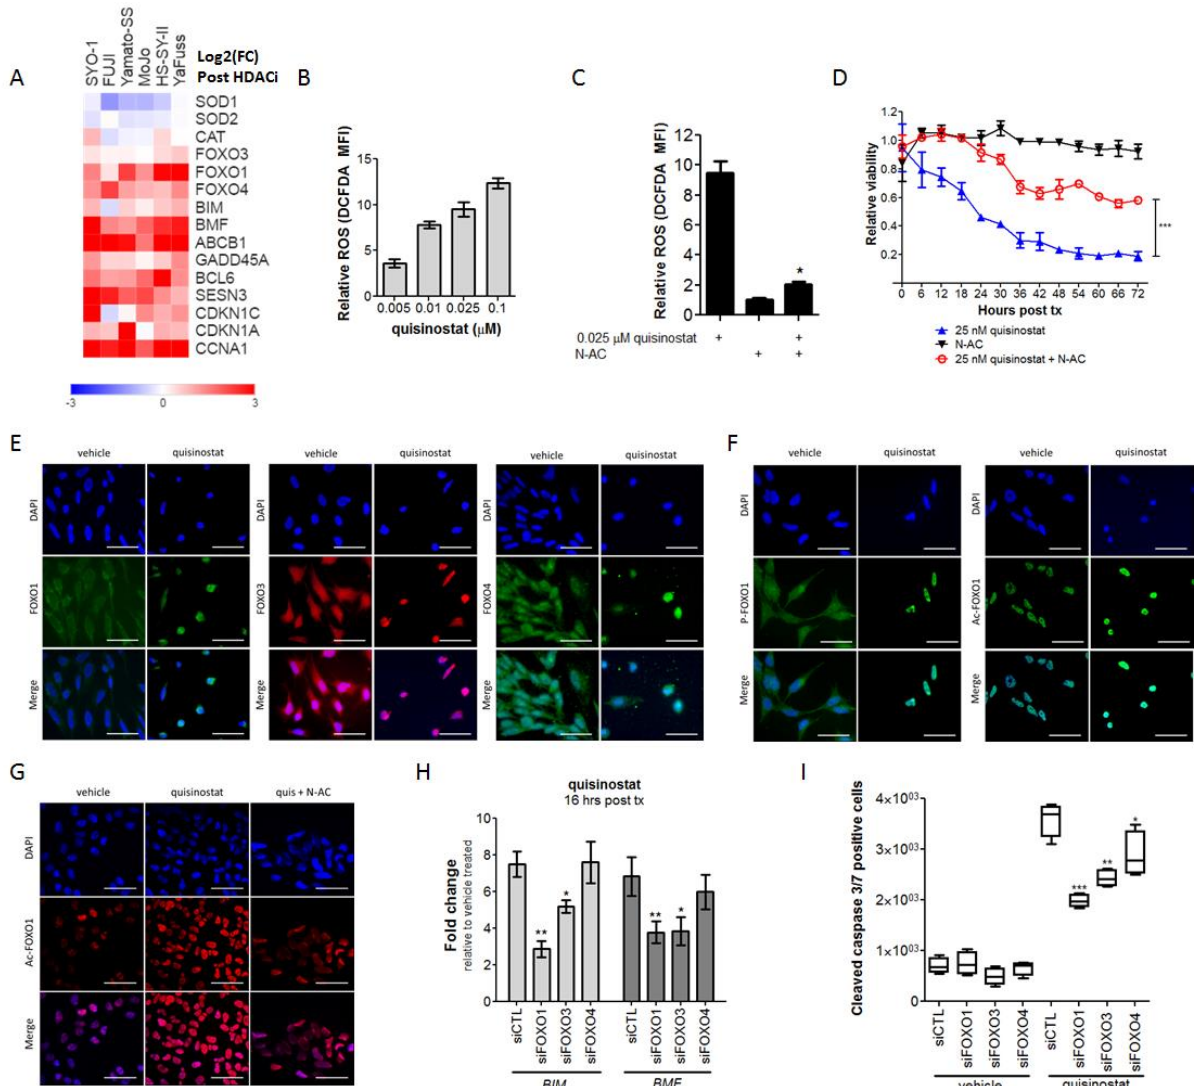 A
SYO-1
FUJI
Yamato-SS
MoJo
HS-SY-II
YaFuss
Log2(FC)
Post HDACi
SOD1
SOD2
CAT
FOXO3
FOXO1
FOXO4
BIM
BMF
ABCB1
GADD45A
BCL6
SESN3
CDKN1C
CDKN1A
CCNA1
-3 0 3
B
Relative ROS (DCFDA MFI)
15
10
5
0
0.005 0.01 0.025 0.1
quisinostat (μM)
C
Relative ROS (DCFDA MFI)
12
10
8
6
4
2
0
*
0.025 μM quisinostat + +
N-AC + +
D
Relative viability
1.2
1.0
0.8
0.6
0.4
0.2
***
0 6 12 18 24 30 36 42 48 54 60 66 72
Hours post tx
25 nM quisinostat
N-AC
25 nM quisinostat + N-AC
E
vehicle quisinostat vehicle quisinostat vehicle quisinostat
DAPI DAPI DAPI
FOXO1 FOXO3 FOXO4
Merge Merge Merge
F
vehicle quisinostat vehicle quisinostat
DAPI DAPI
P-FOXO1 Ac-FOXO1
Merge Merge
G
vehicle quisinostat quis + N-AC
DAPI
Ac-FOXO1
Merge
H
quisinostat
16 hrs post tx
Fold change
relative to vehicle treated
10
8
6
4
2
0
** * ** *
siCTL siFOXO1 siFOXO3 siFOXO4 siCTL siFOXO1 siFOXO3 siFOXO4
BIM BMF
I
Cleaved caspase 3/7 positive cells
4×10⁰³
3×10⁰³
2×10⁰³
1×10⁰³
0
*** ** *
siCTL siFOXO1 siFOXO3 siFOXO4 siCTL siFOXO1 siFOXO3 siFOXO4
vehicle quisinostat